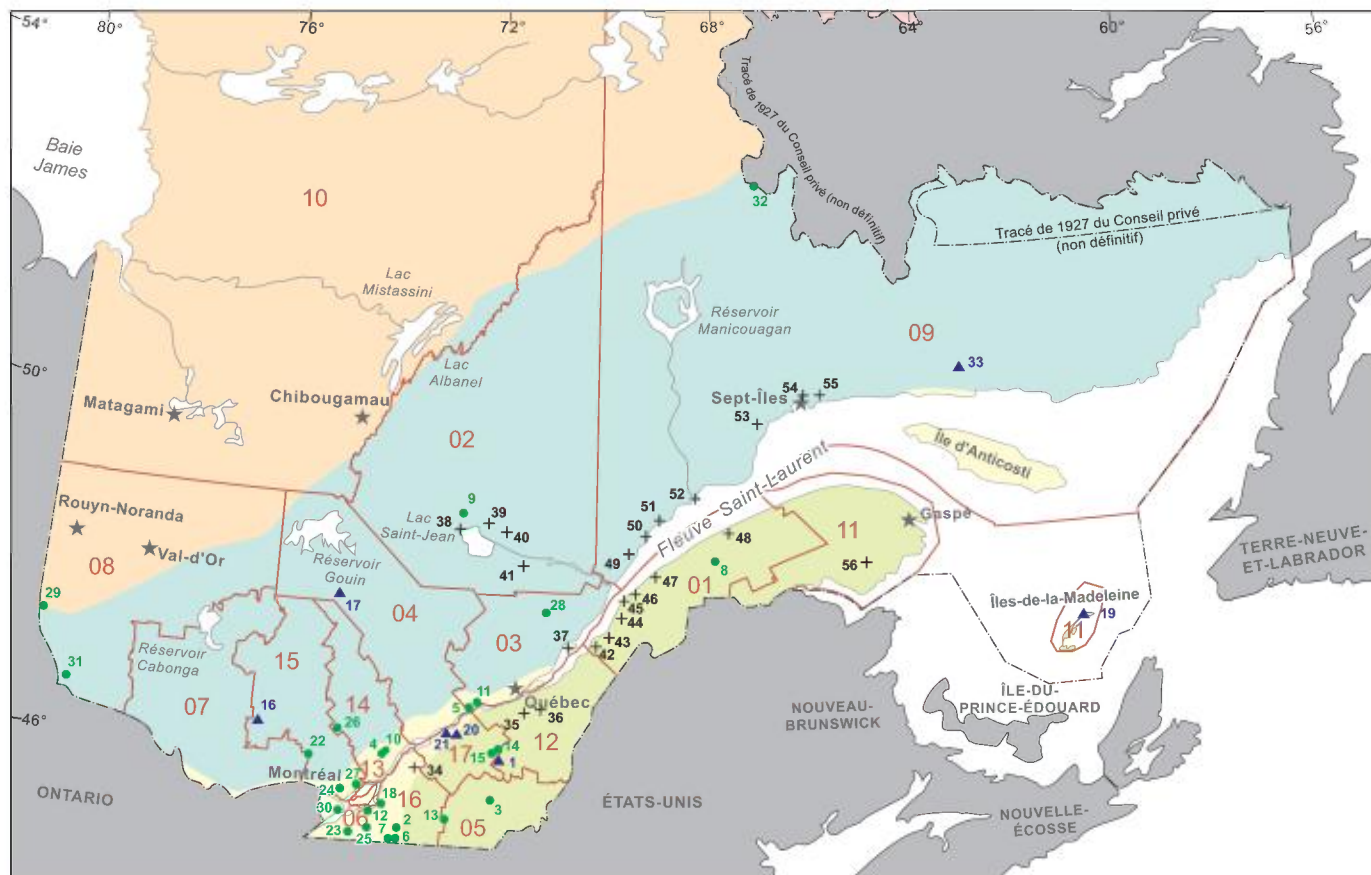 54°
80°
76°
72°
68°
64°
60°
56°
Baie
James
Tracé de 1927 du Conseil privé (non définitif)
32
10
Tracé de 1927 du Conseil privé
(non définitif)
Lac
Mistassini
Réservoir
Manicouagan
09
50°
Lac
Albanel
33
Matagami
Chibougamau
Sept-Îles
54
55
53
02
Île d'Anticosti
Fleuve Saint-Laurent
Rouyn-Noranda
Val-d'Or
08
9
38
39
40
41
Lac
Saint-Jean
52
51
50
49
48
Gaspé
11
56
TERRE-NEUVE-
ET-LABRADOR
Réservoir
Gouin
17
29
04
28
03
8
01
47
46
45
44
43
42
37
Îles-de-la-Madeleine
19
11
31
Réservoir
Cabonga
15
07
16
14
26
11
5
Québec
35
36
12
ÎLE-DU-
PRINCE-ÉDOUARD
NOUVEAU-
BRUNSWICK
46°
22
4
10
13
21
20
17
14
15
1
34
Montréal
27
24
18
16
30
06
12
3
13
05
23
25
7
2
6
ONTARIO
ÉTATS-UNIS
NOUVELLE-
ÉCOSSE